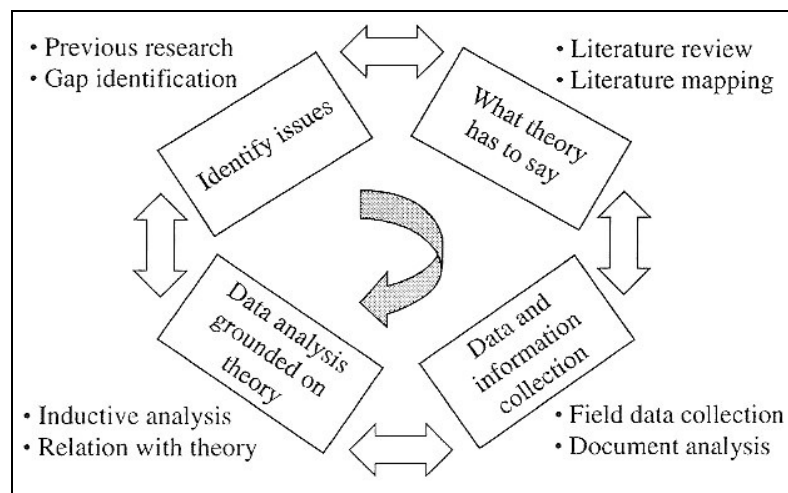 • Previous research
• Gap identification
• Literature review
• Literature mapping
Identify issues
What theory
has to say
Data analysis
grounded on
theory
Data and
information
collection
• Inductive analysis
• Relation with theory
• Field data collection
• Document analysis